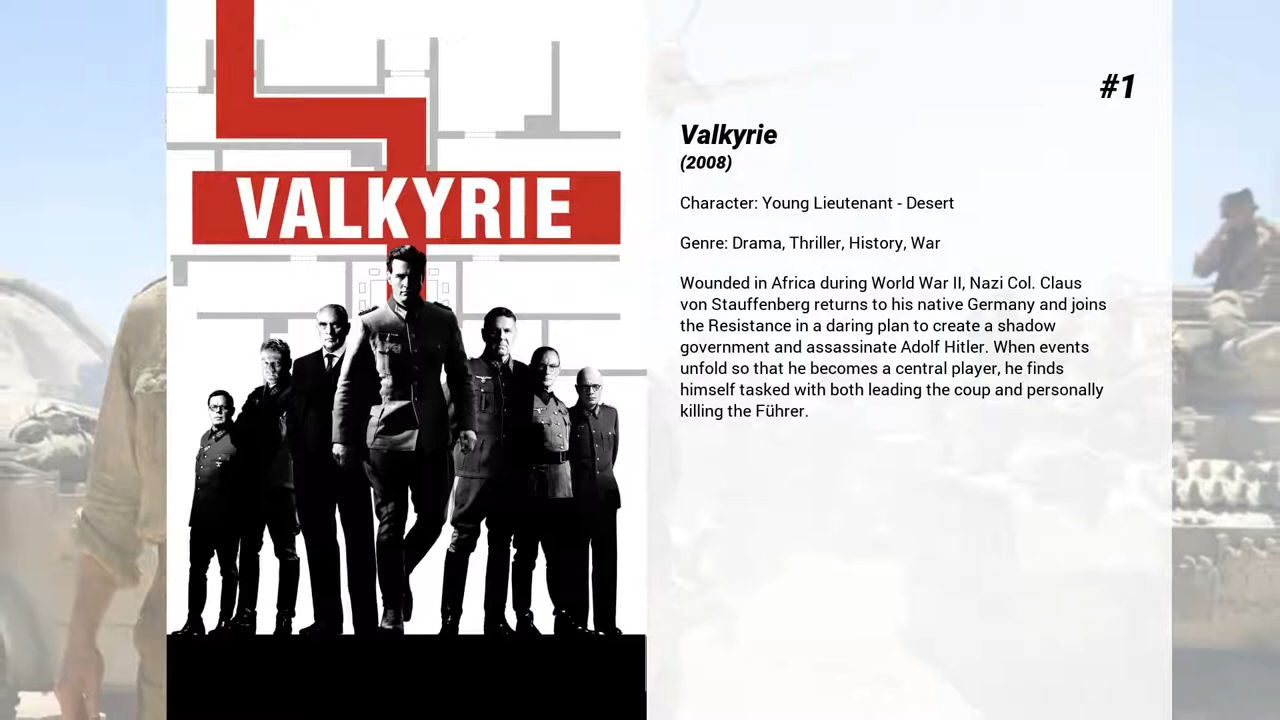 VALKYRIE
#1
Valkyrie
(2008)
Character: Young Lieutenant - Desert
Genre: Drama, Thriller, History, War
Wounded in Africa during World War II, Nazi Col. Claus
von Stauffenberg returns to his native Germany and joins
the Resistance in a daring plan to create a shadow
government and assassinate Adolf Hitler. When events
unfold so that he becomes a central player, he finds
himself tasked with both leading the coup and personally
killing the Führer.